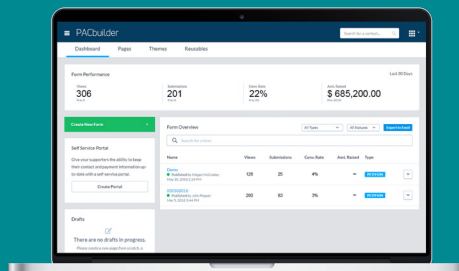 PACbuilder
Search for a contact...
Dashboard Pages Themes Reusables
Form Performance
Last 30 Days
Views
306
Submissions
201
Conv. Rate
22%
Amt. Raised
$ 685,200.00
Create New Form
Self Service Portal
Give your supporters the ability to keep
their contact and payment information up
to date with a self-service portal.
Create Portal
Form Overview
All Types
All Statuses
Export to Excel
Name Views Submissions Conv. Rate Amt. Raised Type
Demo
Published by
128 25 4% PETITION
Published by
260 83 3% PETITION
Drafts
There are no drafts in progress.